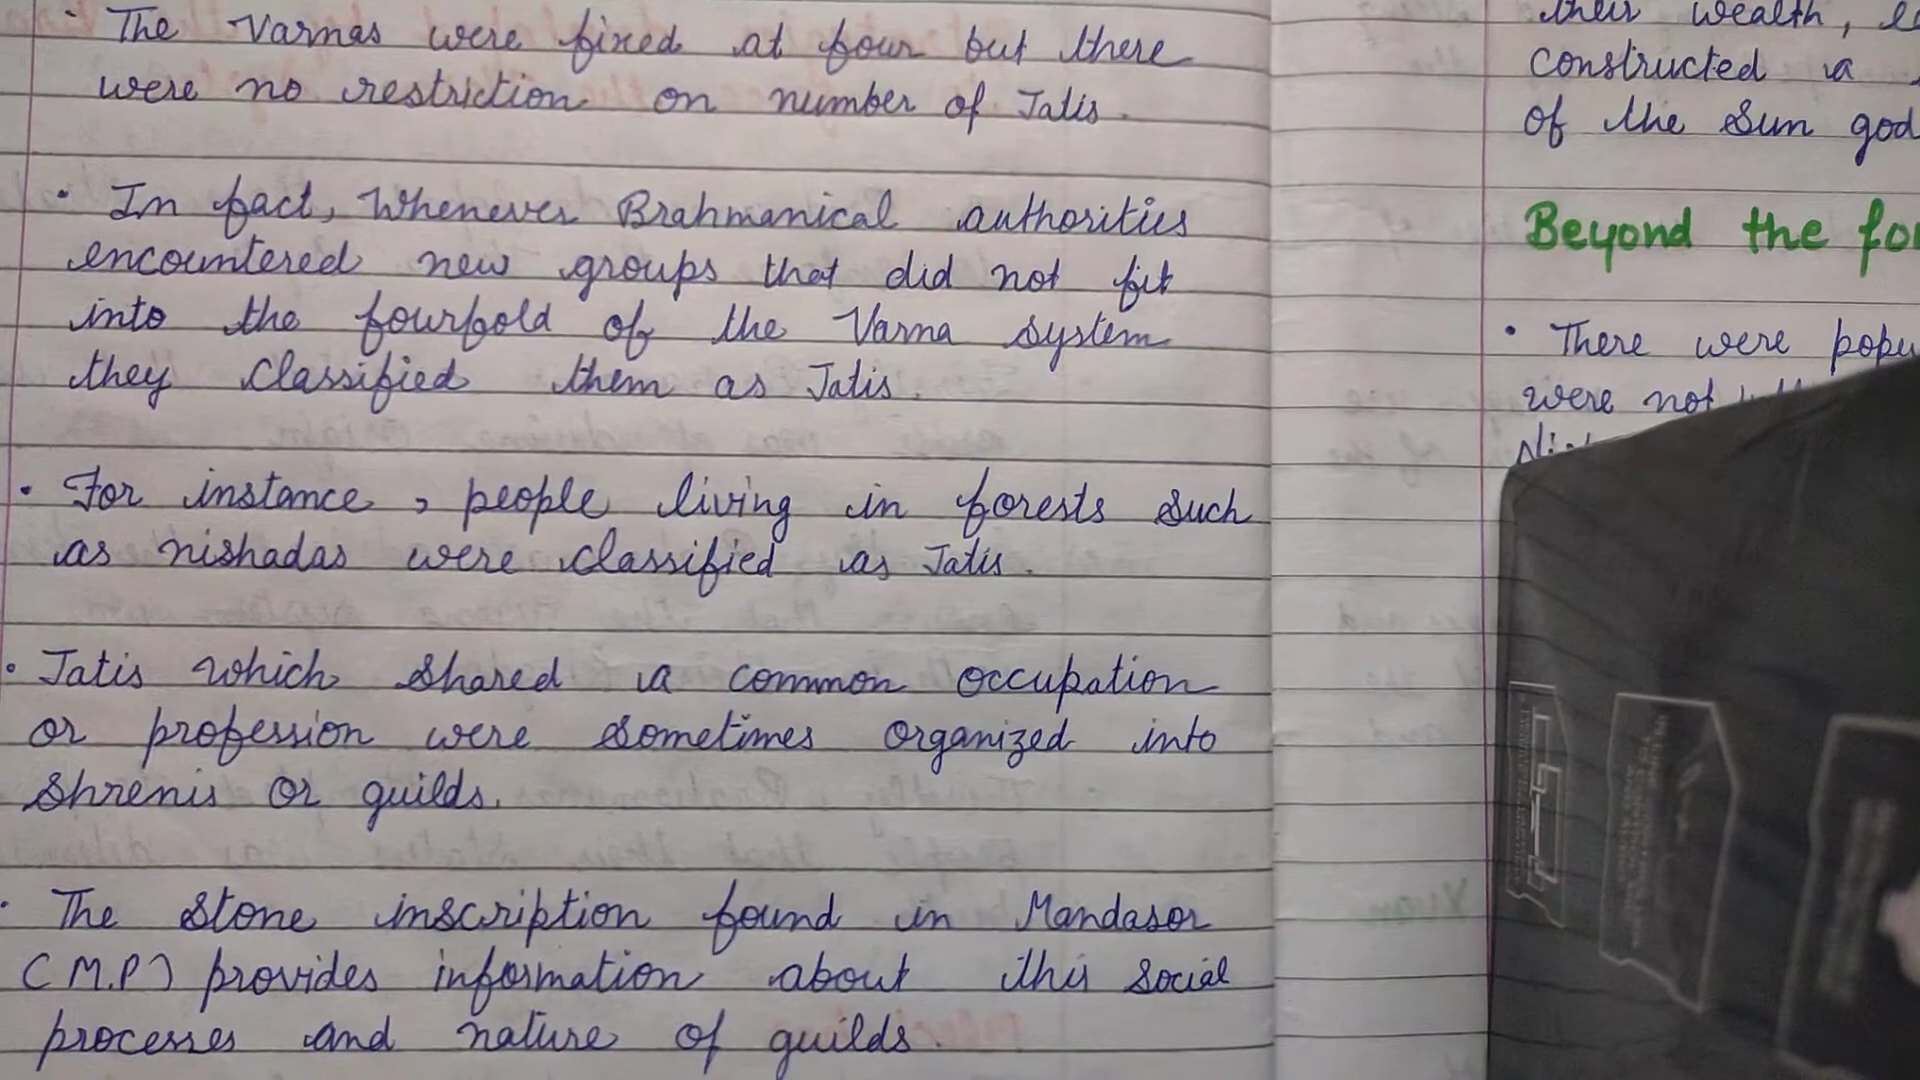 · The Varnas were fixed at four but there
were no restriction on number of Jatis.
· In fact, Whenever Brahmanical authorities
encountered new groups that did not fit
into the fourfold of the Varna system
they classified them as Jatis.
· For instance, people living in forests such
as nishadas were classified as Jatis.
· Jatis which shared a common occupation
or profession were sometimes organized into
Shrenis or guilds.
· The stone inscription found in Mandasor
(M.P) provides information about this social
processes and nature of guilds.
their wealth,
constructed a
of the Sun god
Beyond the
· There were
were not